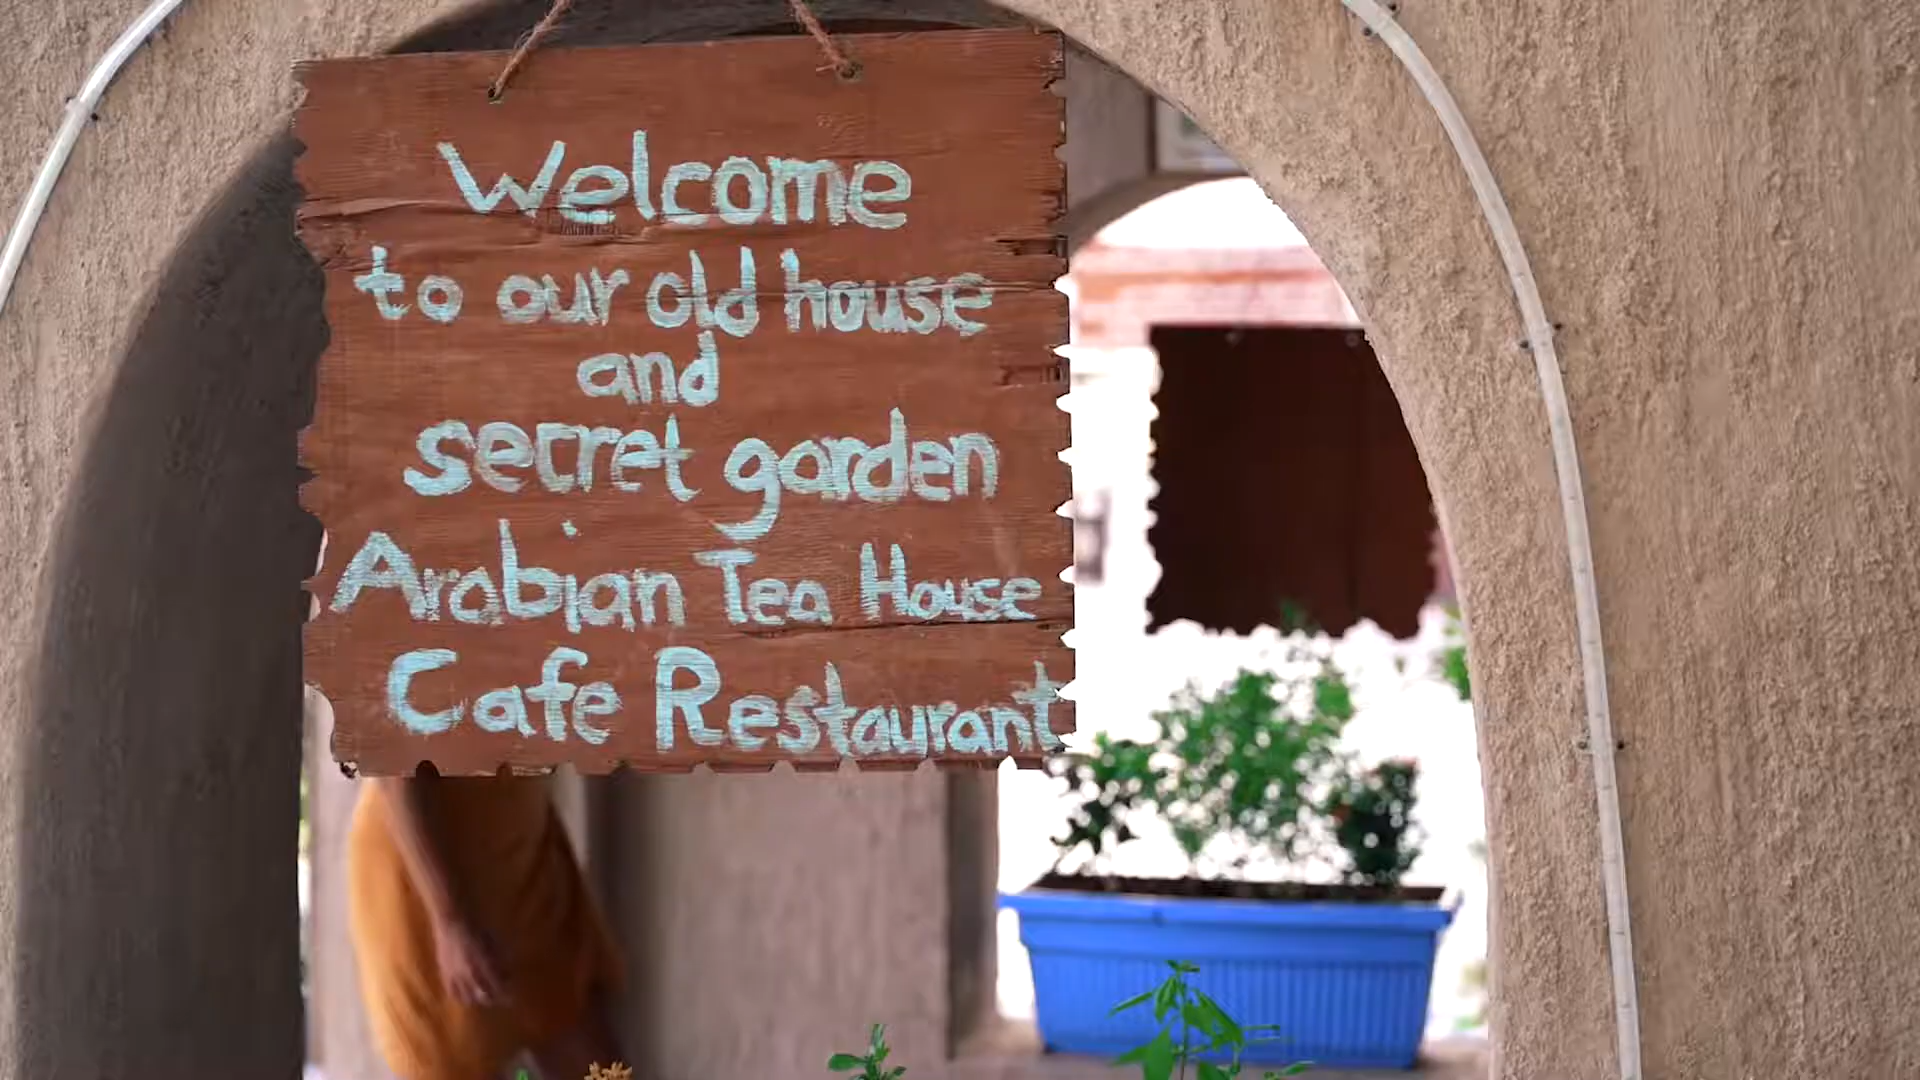 Welcome
to our old house
and
secret garden
Arabian Tea House
Cafe Restaurant